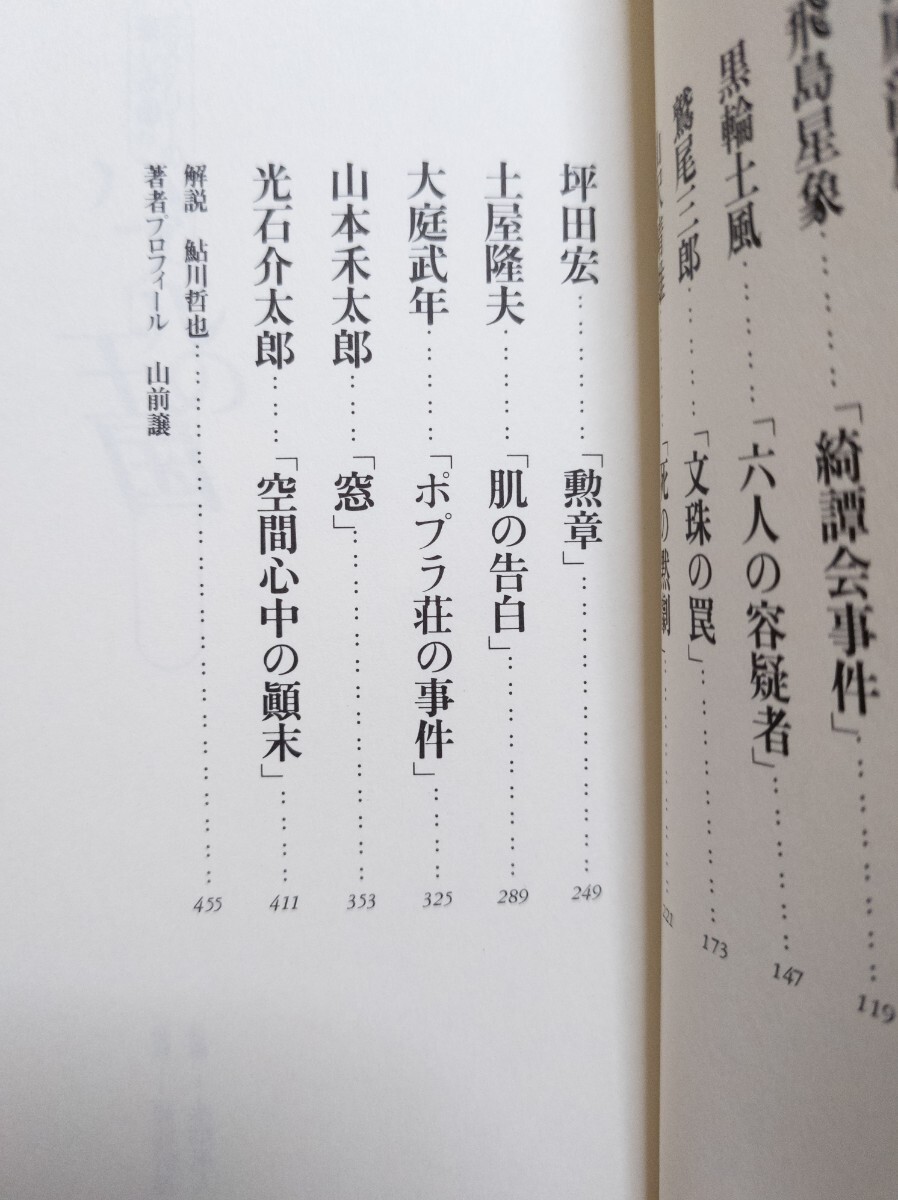 飛鳥星象…………「綺譚会事件」…………119
黒輪土風…………「六人の容疑者」…………147
鷲尾三郎…………「文珠の罠」…………173
坪田宏…………「勲章」…………249
土屋隆夫…………「肌の告白」…………289
大庭武年…………「ポプラ荘の事件」…………325
山本禾太郎…………「窓」…………353
光石介太郎…………「空間心中の顚末」…………411
解説 鮎川哲也…………455
著者プロフィール 山前譲